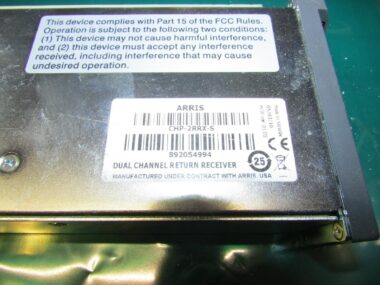 This device complies with Part 15 of the FCC Rules.
Operation is subject to the following two conditions:
(1) This device may not cause harmful interference,
and (2) this device must accept any interference
received, including interference that may cause
undesired operation.
ARRIS
CHP-2RRX-S
892054994
DUAL CHANNEL RETURN RECEIVER
MANUFACTURED UNDER CONTRACT WITH ARRIS, USA
25
CE